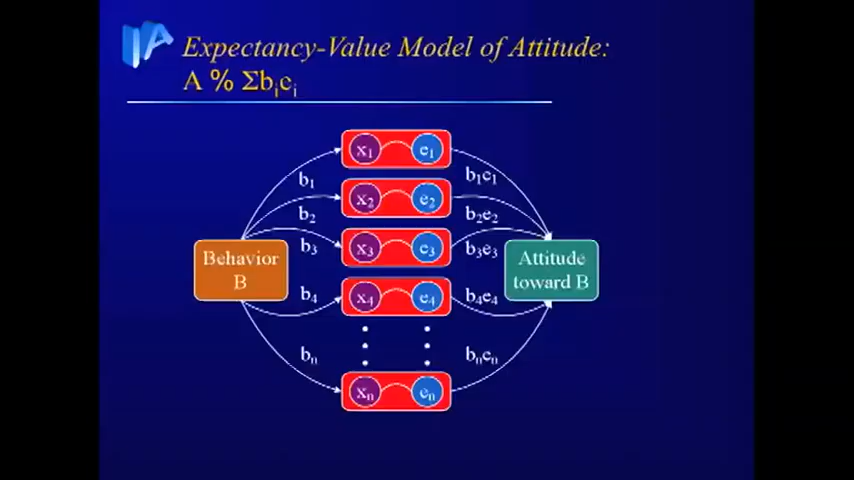 Expectancy-Value Model of Attitude:
A % Σbᵢeᵢ
x₁ e₁
b₁ b₁e₁
x₂ e₂
b₂ b₂e₂
x₃ e₃
b₃ b₃e₃
Behavior
B
Attitude
toward B
x₄ e₄
b₄ b₄e₄
bₙ bₙeₙ
xₙ eₙ